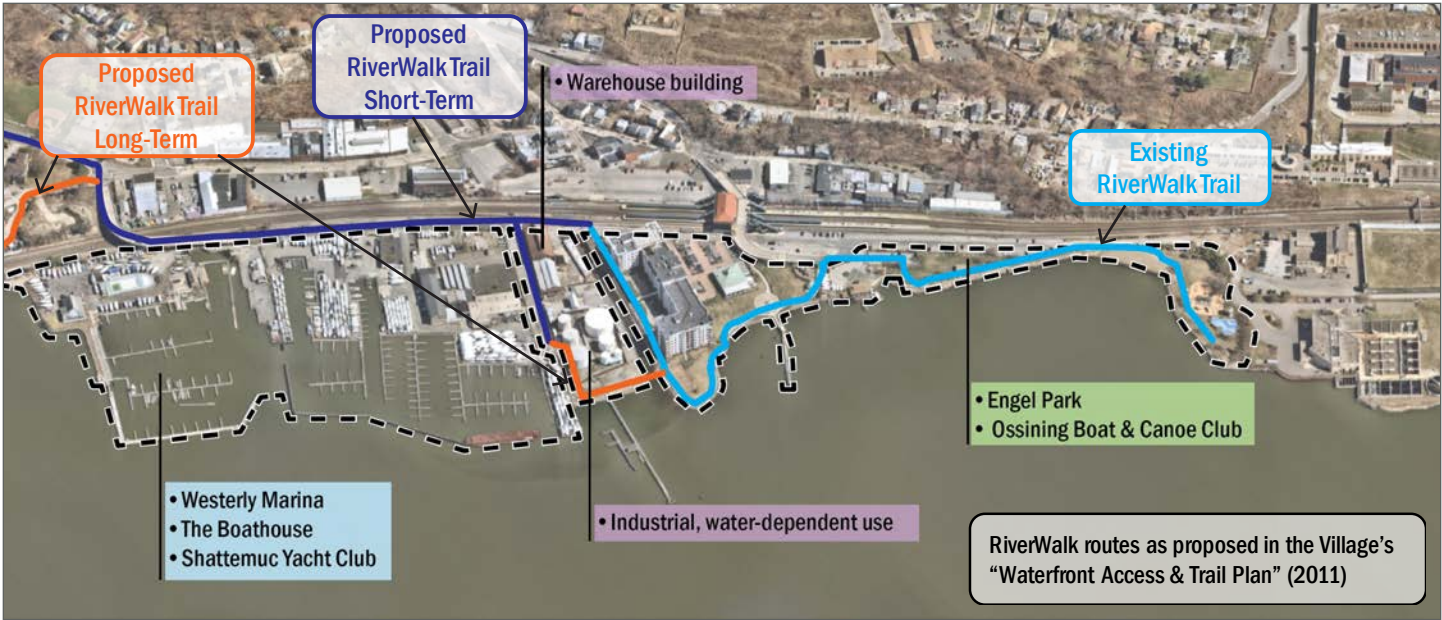 Proposed
RiverWalk Trail
Long-Term
Proposed
RiverWalk Trail
Short-Term
• Warehouse building
Existing
RiverWalk Trail
• Engel Park
• Ossining Boat & Canoe Club
• Westerly Marina
• The Boathouse
• Shattemuc Yacht Club
• Industrial, water-dependent use
RiverWalk routes as proposed in the Village's
"Waterfront Access & Trail Plan" (2011)